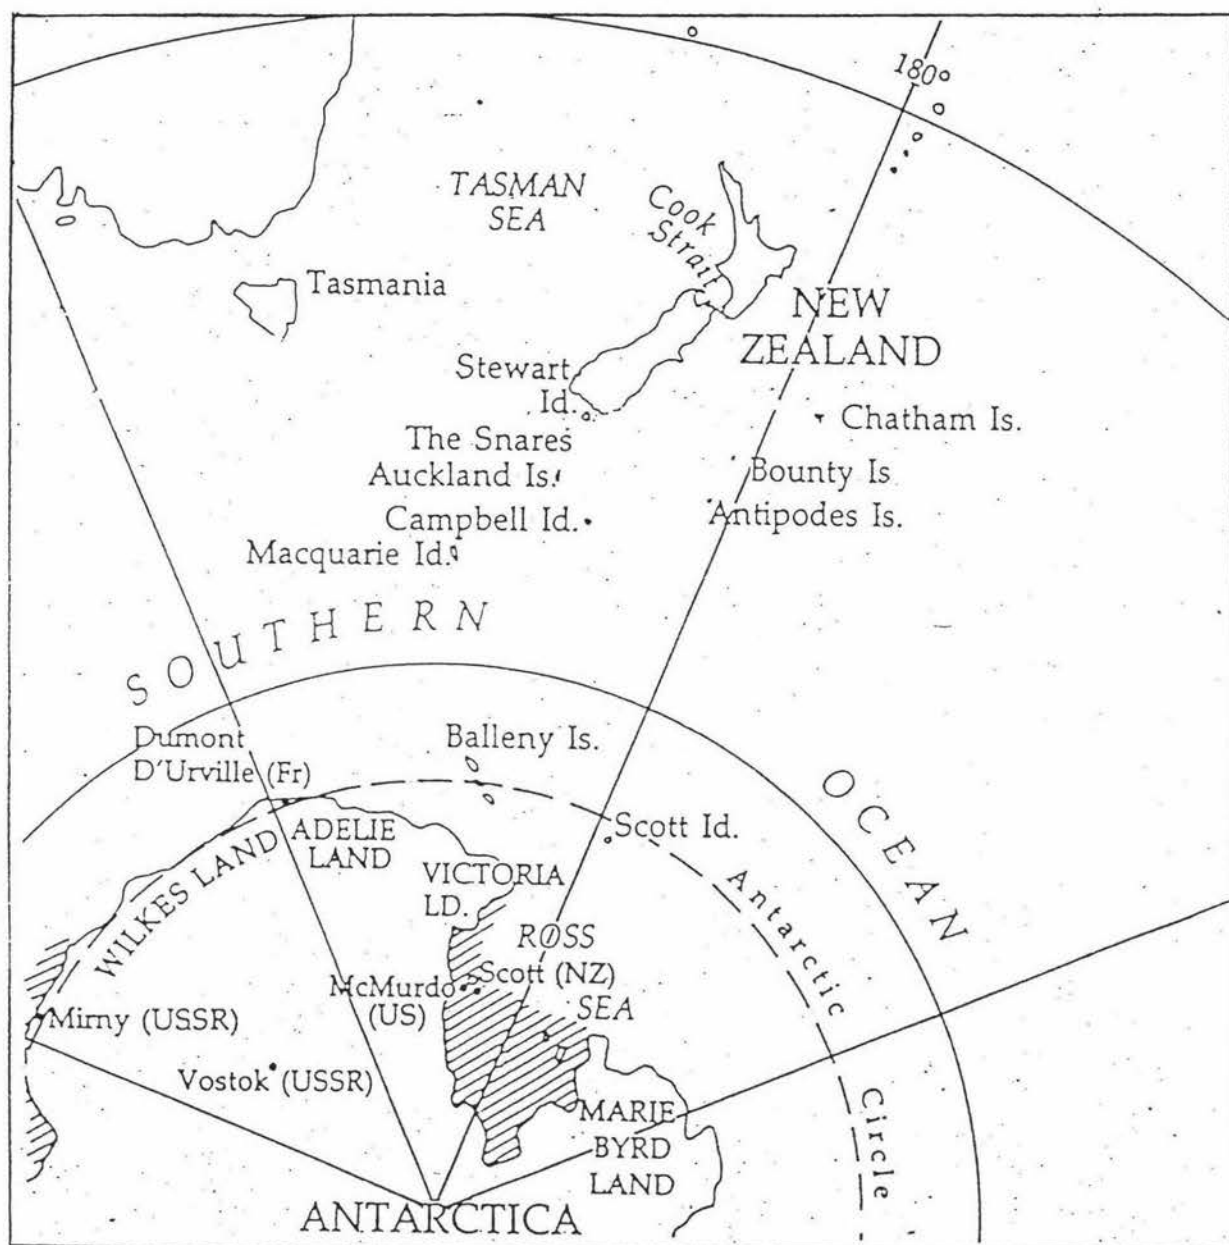 180°
TASMAN
SEA
Cook
Strait
Tasmania
NEW
ZEALAND
Stewart
Id.
The Snares
Auckland Is.
Campbell Id.
Macquarie Id.
Chatham Is.
Bounty Is
Antipodes Is.
SOUTHERN
OCEAN
Dumont
D'Urville (Fr)
Balleny Is.
Scott Id.
ADELIE
LAND
WILKES LAND
VICTORIA
LD.
Antarctic
Circle
ROSS
SEA
Scott (NZ)
McMurdo
(US)
Mirny (USSR)
Vostok (USSR)
MARIE
BYRD
LAND
ANTARCTICA